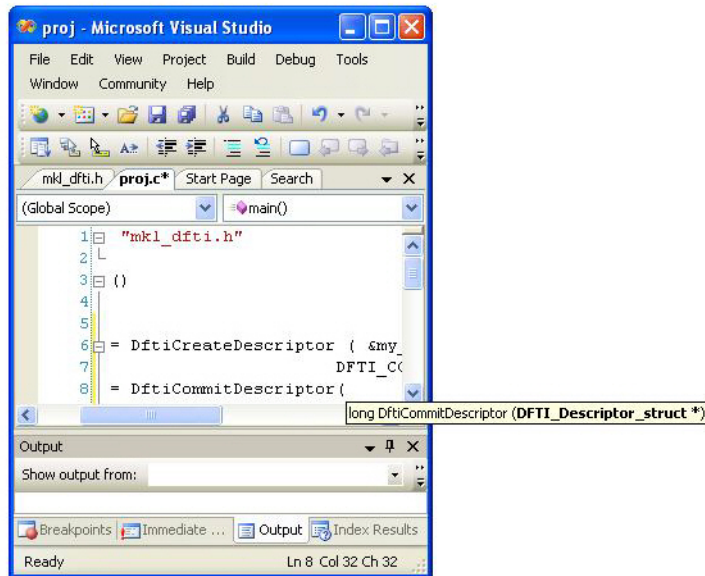 proj - Microsoft Visual Studio
File Edit View Project Build Debug Tools
Window Community Help
mkl_dfti.h proj.c* Start Page Search
(Global Scope) main()
1 "mkl_dfti.h"
2
3 ()
4
5
6 = DftiCreateDescriptor ( &my_
7 DFTI_CO
8 = DftiCommitDescriptor(
long DftiCommitDescriptor (DFTI_Descriptor_struct *)
Output
Show output from:
Breakpoints Immediate ... Output Index Results
Ready Ln 8 Col 32 Ch 32